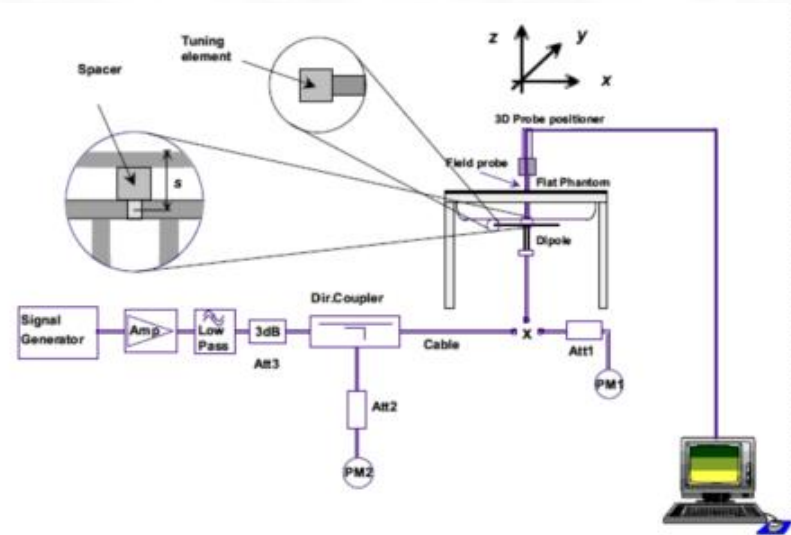 Tuning
element
Spacer
s
z
y
x
3D Probe positioner
Field probe
Flat Phantom
Dipole
Signal
Generator
Amp
Low
Pass
3dB
Att3
Dir.Coupler
Cable
X
Att1
PM1
Att2
PM2